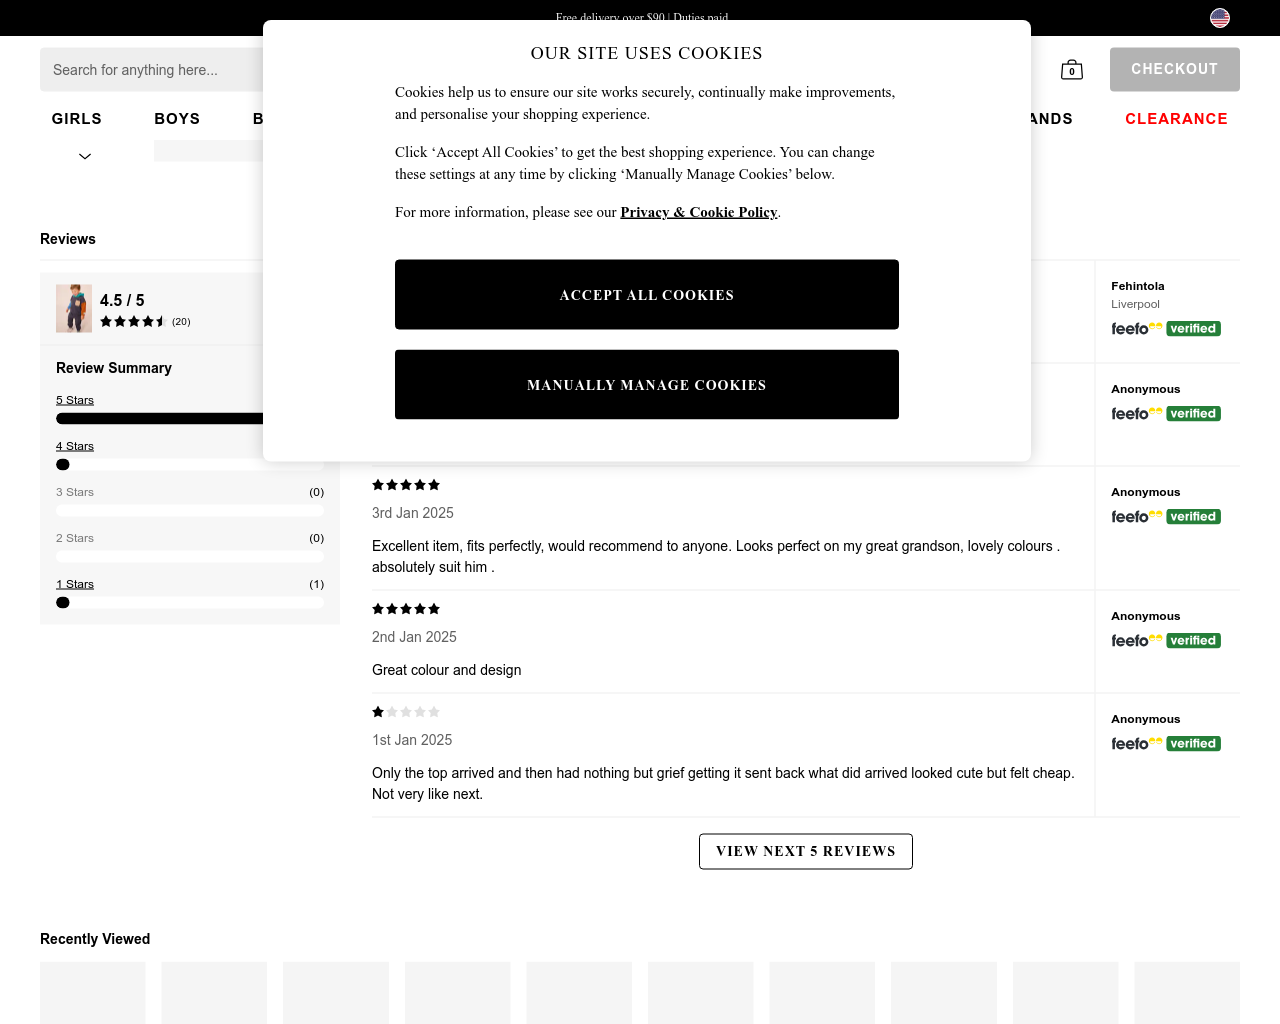 Free delivery over $90 | Duties paid
Search for anything here...
0
CHECKOUT
GIRLS
BOYS
B
ANDS
CLEARANCE
OUR SITE USES COOKIES
Cookies help us to ensure our site works securely, continually make improvements,
and personalise your shopping experience.
Click ‘Accept All Cookies’ to get the best shopping experience. You can change
these settings at any time by clicking ‘Manually Manage Cookies’ below.
For more information, please see our Privacy & Cookie Policy.
ACCEPT ALL COOKIES
MANUALLY MANAGE COOKIES
Reviews
4.5 / 5
(20)
Review Summary
5 Stars
4 Stars
3 Stars (0)
2 Stars (0)
1 Stars (1)
Fehintola
Liverpool
feefo verified
Anonymous
feefo verified
3rd Jan 2025
Excellent item, fits perfectly, would recommend to anyone. Looks perfect on my great grandson, lovely colours .
absolutely suit him .
Anonymous
feefo verified
2nd Jan 2025
Great colour and design
Anonymous
feefo verified
1st Jan 2025
Only the top arrived and then had nothing but grief getting it sent back what did arrived looked cute but felt cheap.
Not very like next.
Anonymous
feefo verified
VIEW NEXT 5 REVIEWS
Recently Viewed